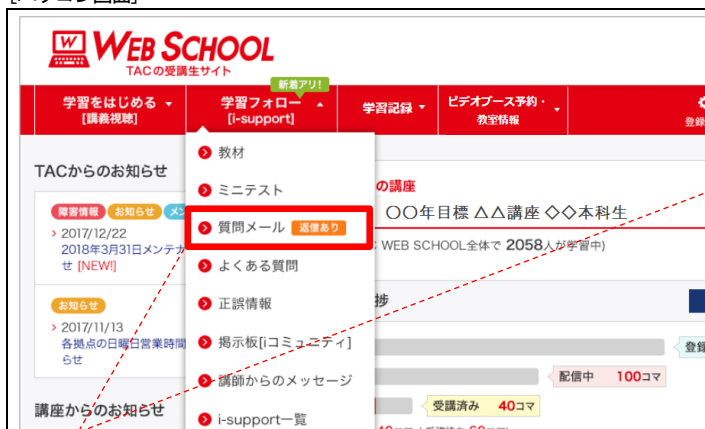 [パソコン画面]
WEB SCHOOL
TACの受講生サイト
新着アリ!
学習をはじめる
[講義視聴]
学習フォロー
[i-support]
学習記録
ビデオブース予約・
教室情報
登録
TACからのお知らせ
障害情報 お知らせ メン
2017/12/22
2018年3月31日メンテナ
せ [NEW!]
お知らせ
2017/11/13
各拠点の日曜日営業時間
らせ
講座からのお知らせ
教材
ミニテスト
質問メール 返信あり
よくある質問
正誤情報
掲示板[iコミュニティ]
講師からのメッセージ
i-support一覧
の講座
〇〇年目標 △△講座 ◇◇本科生
: WEB SCHOOL全体で 2058人が学習中)
捗
登録
配信中 100コマ
受講済み 40コマ